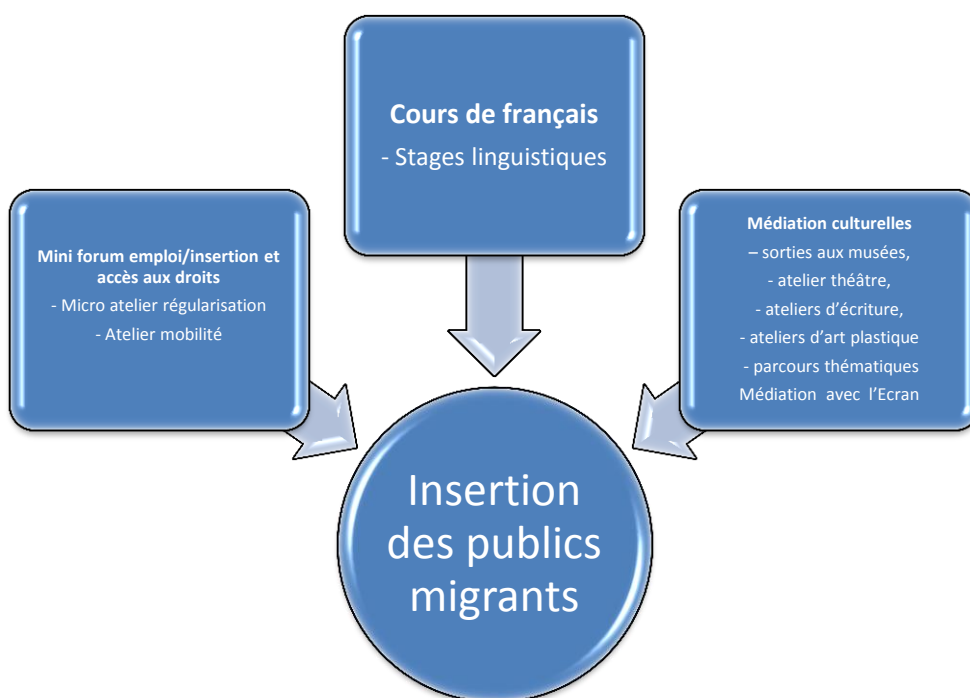 Cours de français
- Stages linguistiques
Mini forum emploi/insertion et
accès aux droits
- Micro atelier régularisation
- Atelier mobilité
Médiation culturelles
– sorties aux musées,
- atelier théâtre,
- ateliers d'écriture,
- ateliers d'art plastique
- parcours thématiques
Médiation avec l'Ecran
Insertion
des publics
migrants